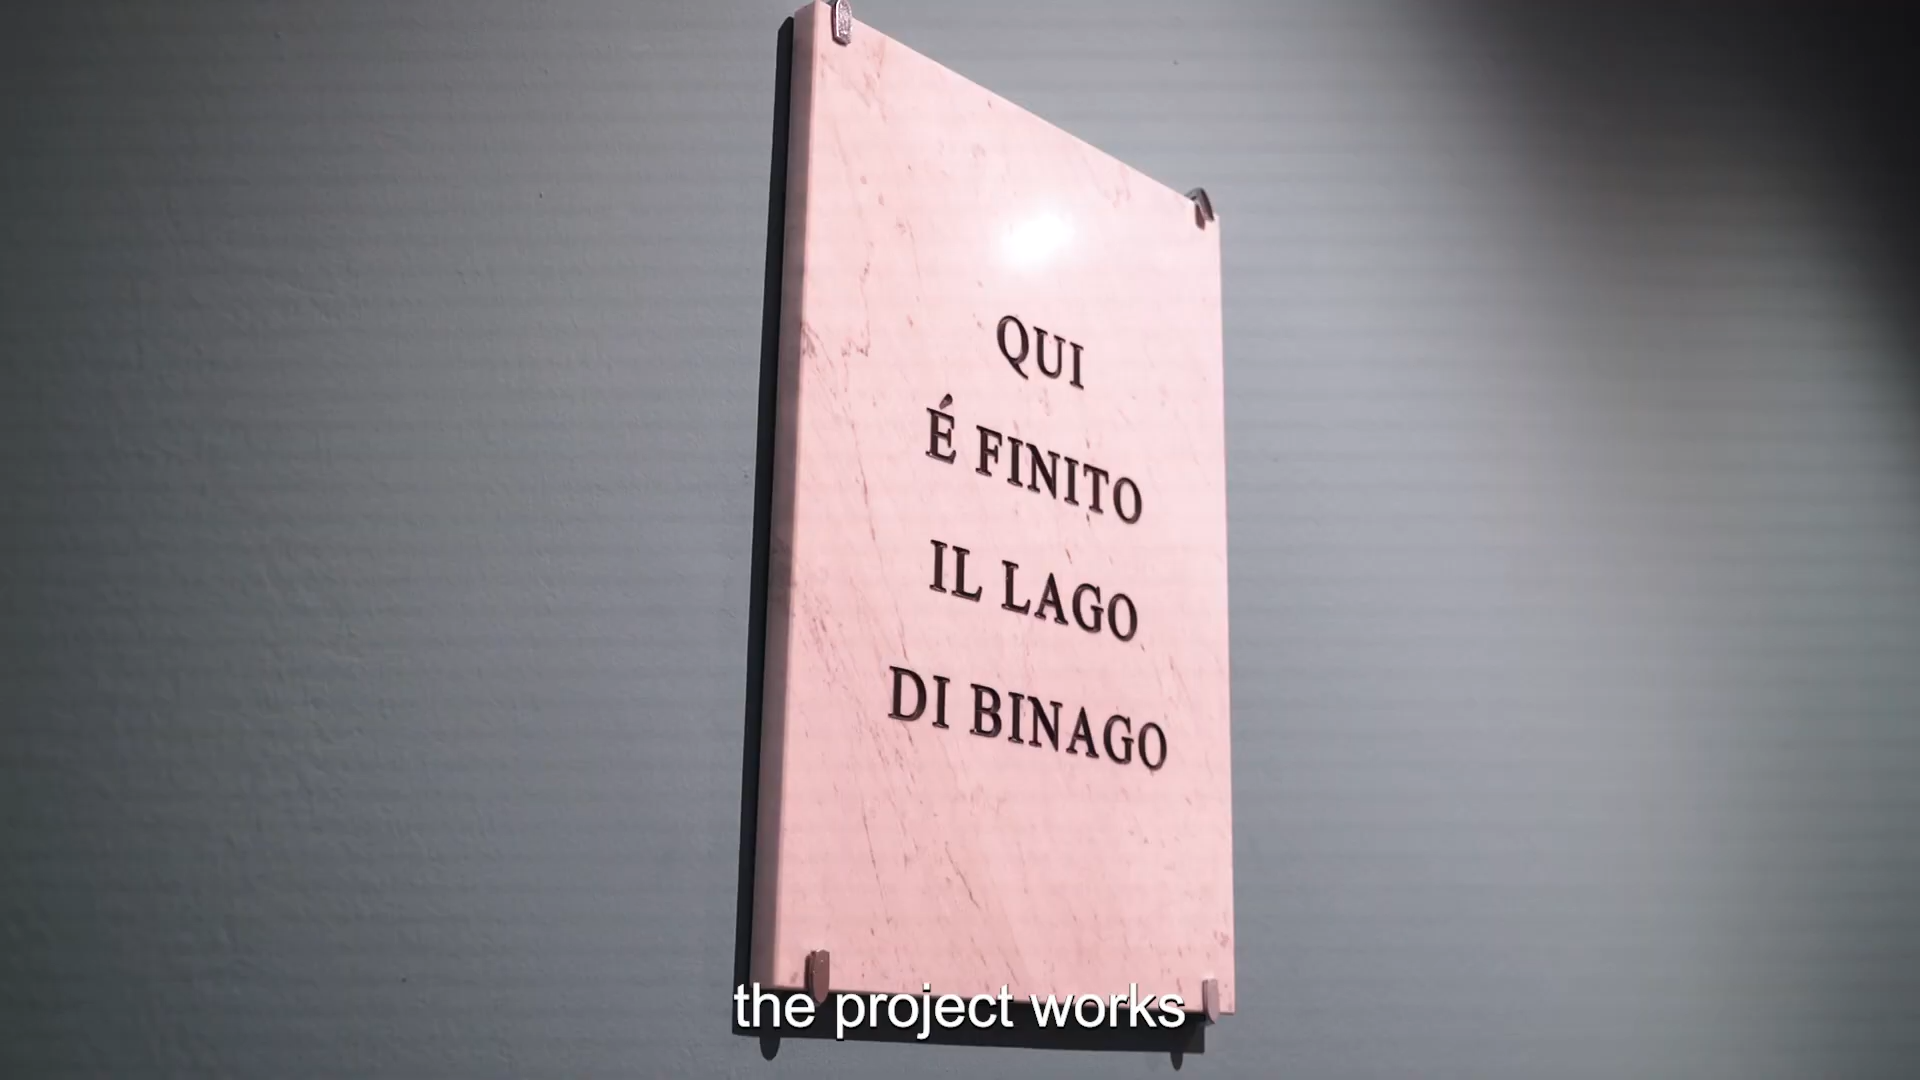 QUI
É FINITO
IL LAGO
DI BINAGO
the project works